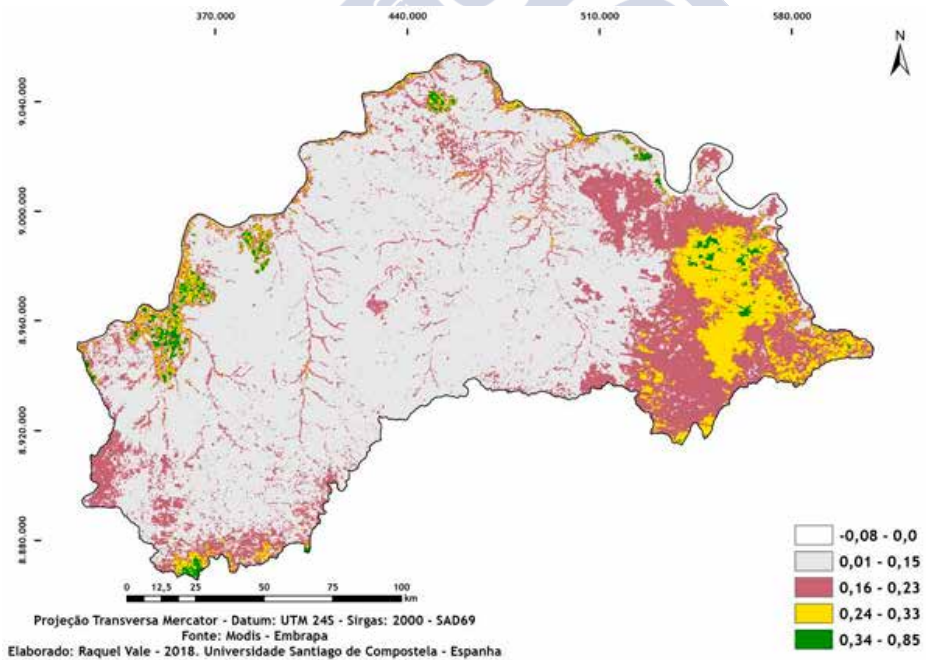 370.000 440.000 510.000 580.000
N
9.040.000
9.000.000
8.960.000
8.920.000
8.880.000
-0,08 - 0,0
0,01 - 0,15
0,16 - 0,23
0,24 - 0,33
0,34 - 0,85
0 12,5 25 50 75 100
km
Projeção Transversa Mercator - Datum: UTM 24S - Sirgas: 2000 - SAD69
Fonte: Modis - Embrapa
Elaborado: Raquel Vale - 2018. Universidade Santiago de Compostela - Espanha